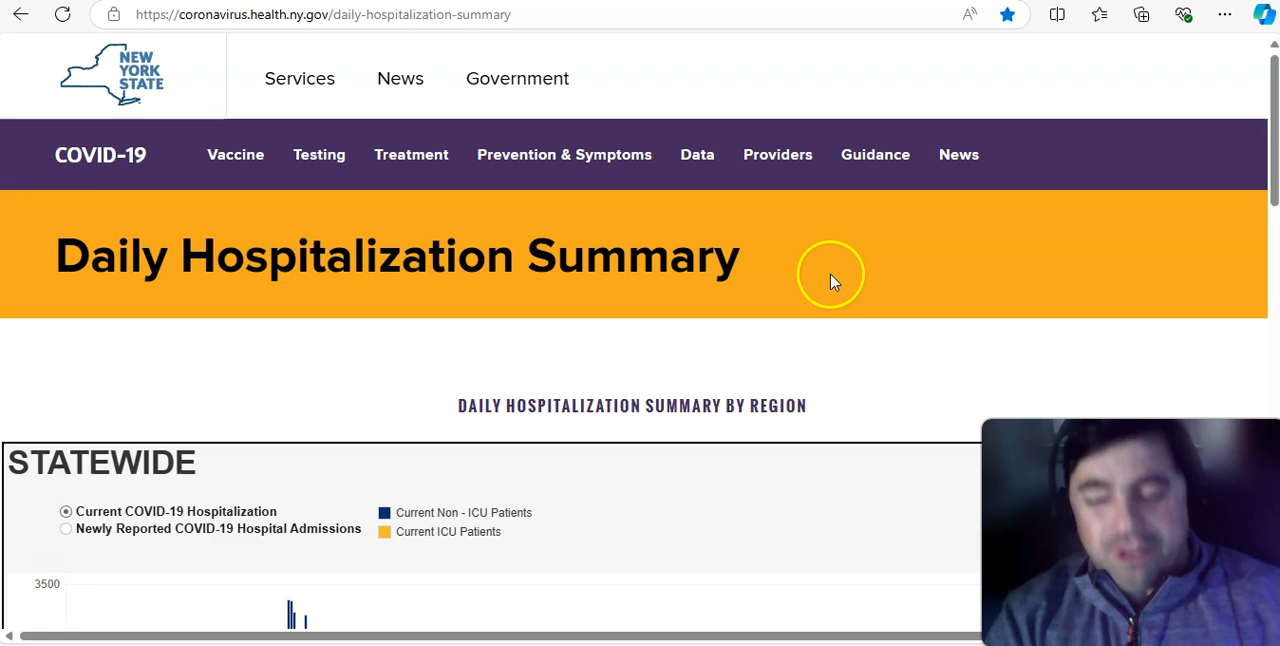 https://coronavirus.health.ny.gov/daily-hospitalization-summary
NEW
YORK
STATE
Services News Government
COVID-19 Vaccine Testing Treatment Prevention & Symptoms Data Providers Guidance News
Daily Hospitalization Summary
DAILY HOSPITALIZATION SUMMARY BY REGION
STATEWIDE
Current COVID-19 Hospitalization Current Non - ICU Patients
Newly Reported COVID-19 Hospital Admissions Current ICU Patients
3500